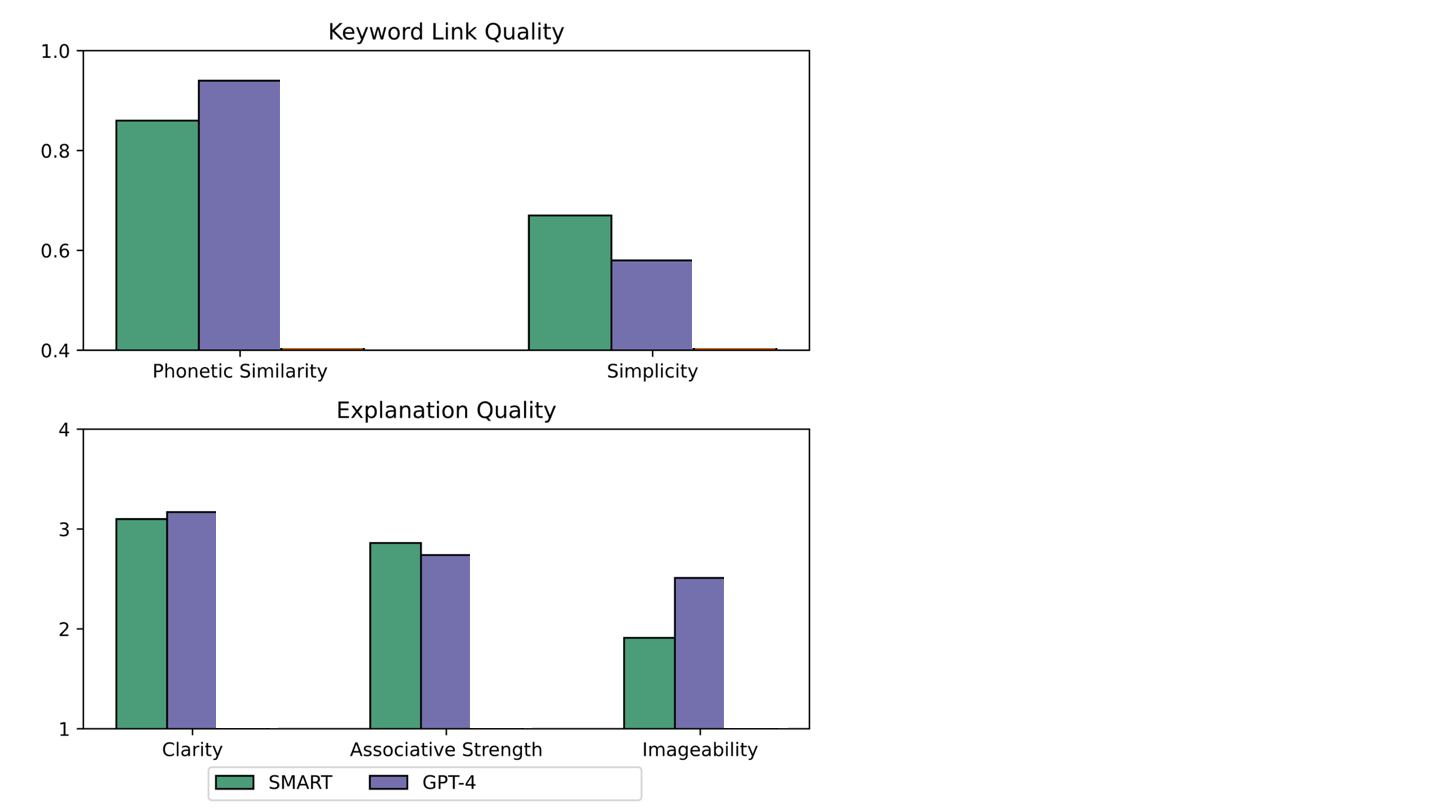 Keyword Link Quality
1.0
0.8
0.6
0.4
Phonetic Similarity Simplicity
Explanation Quality
4
3
2
1
Clarity Associative Strength Imageability
SMART GPT-4